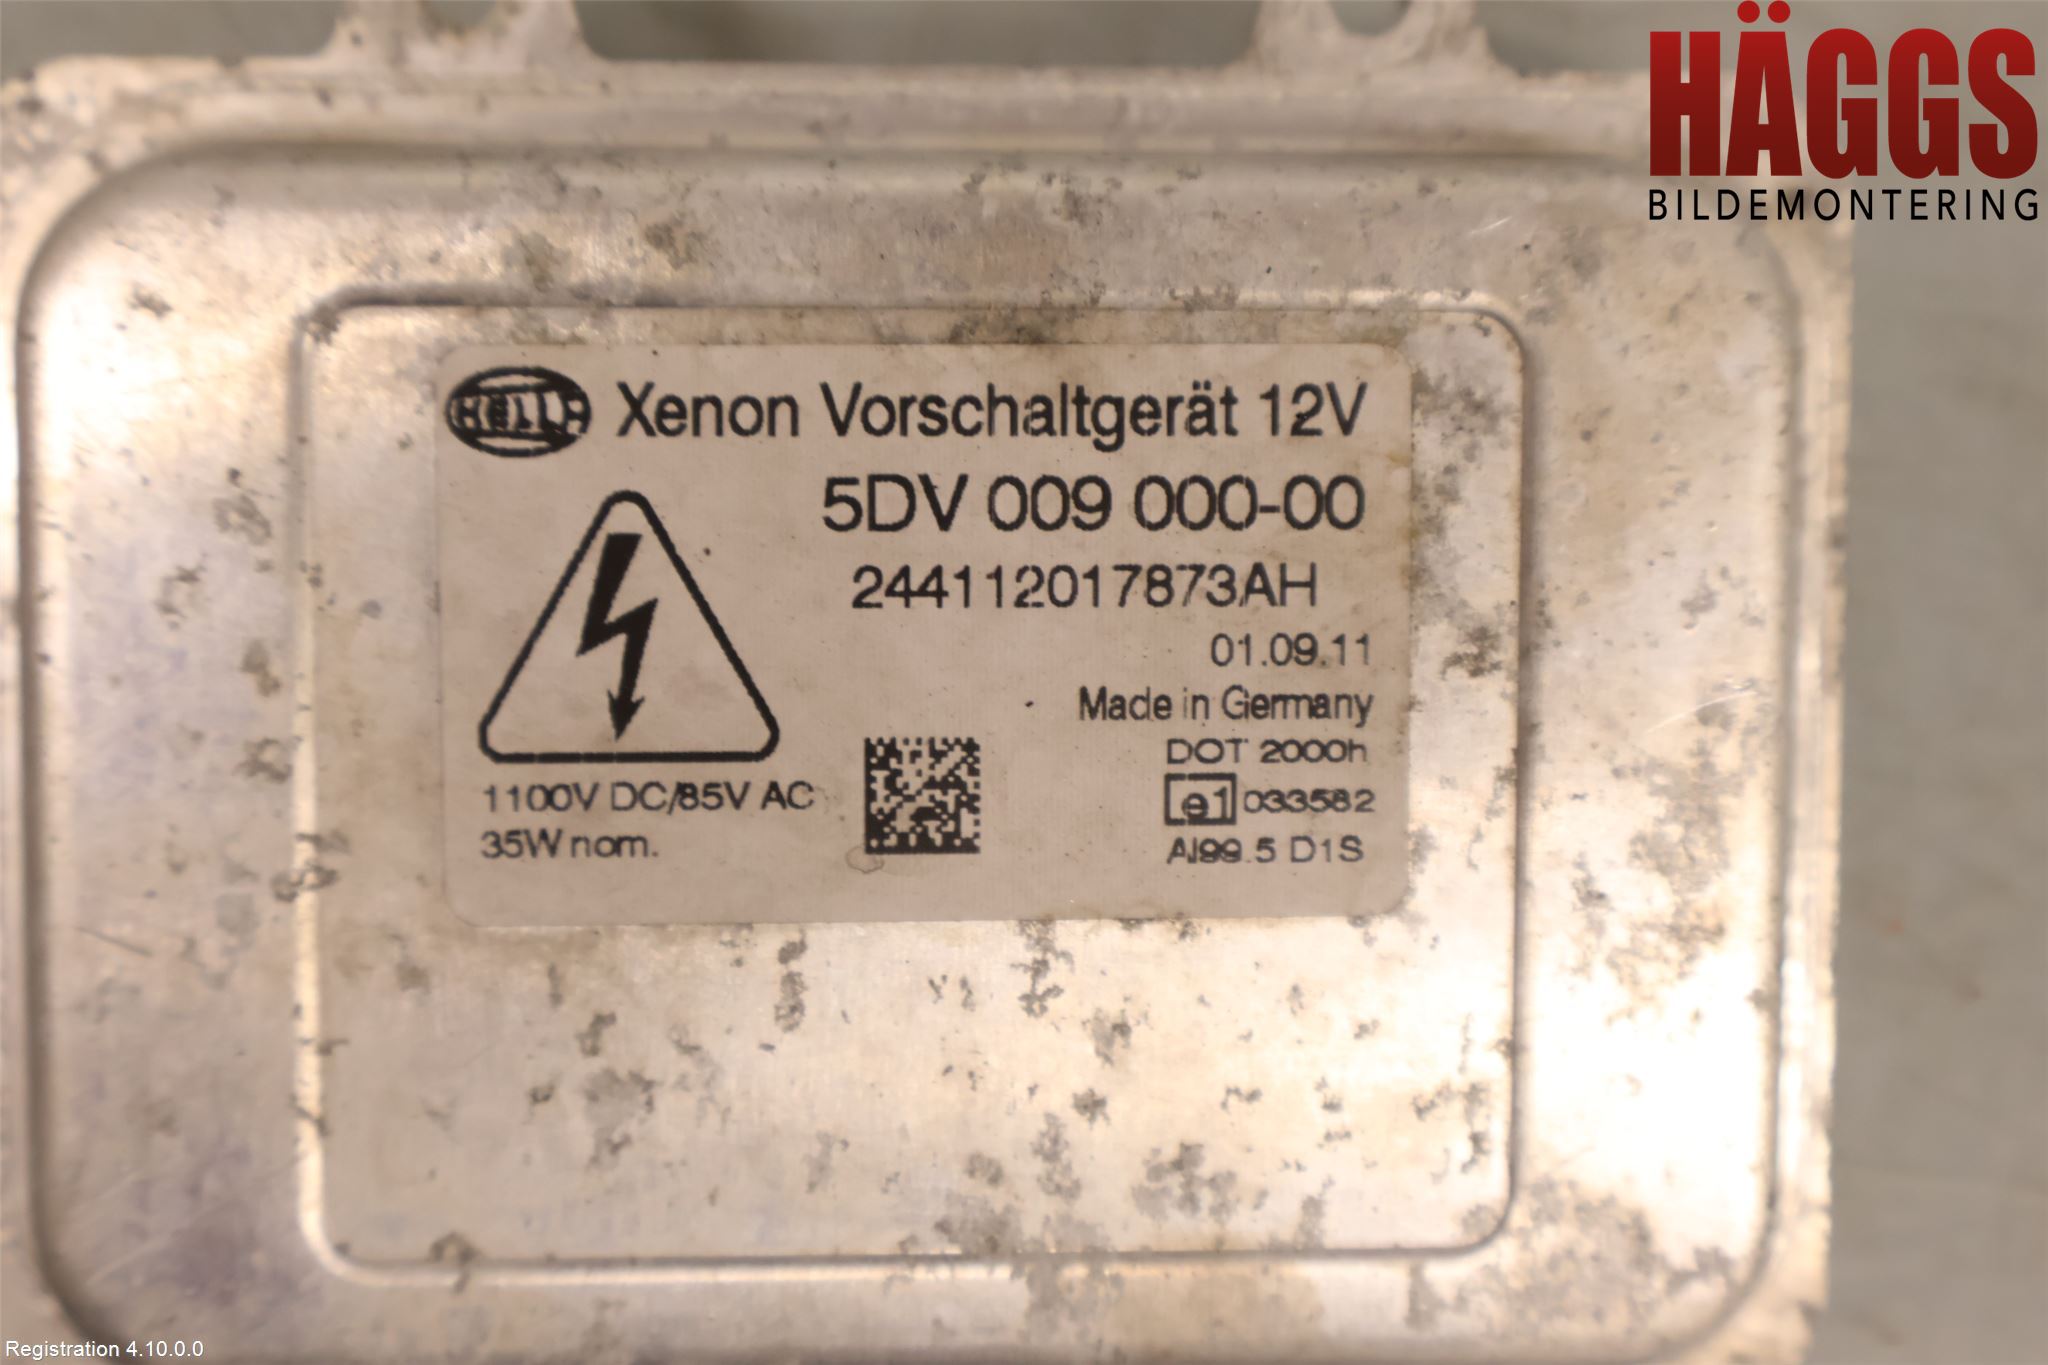 HÄGGS
BILDEMONTERING
HELLA Xenon Vorschaltgerät 12V
5DV 009 000-00
244112017873AH
01.09.11
Made in Germany
DOT 2000h
e1 033582
AI99.5 D1S
1100V DC/85V AC
35W nom.
Registration 4.10.0.0